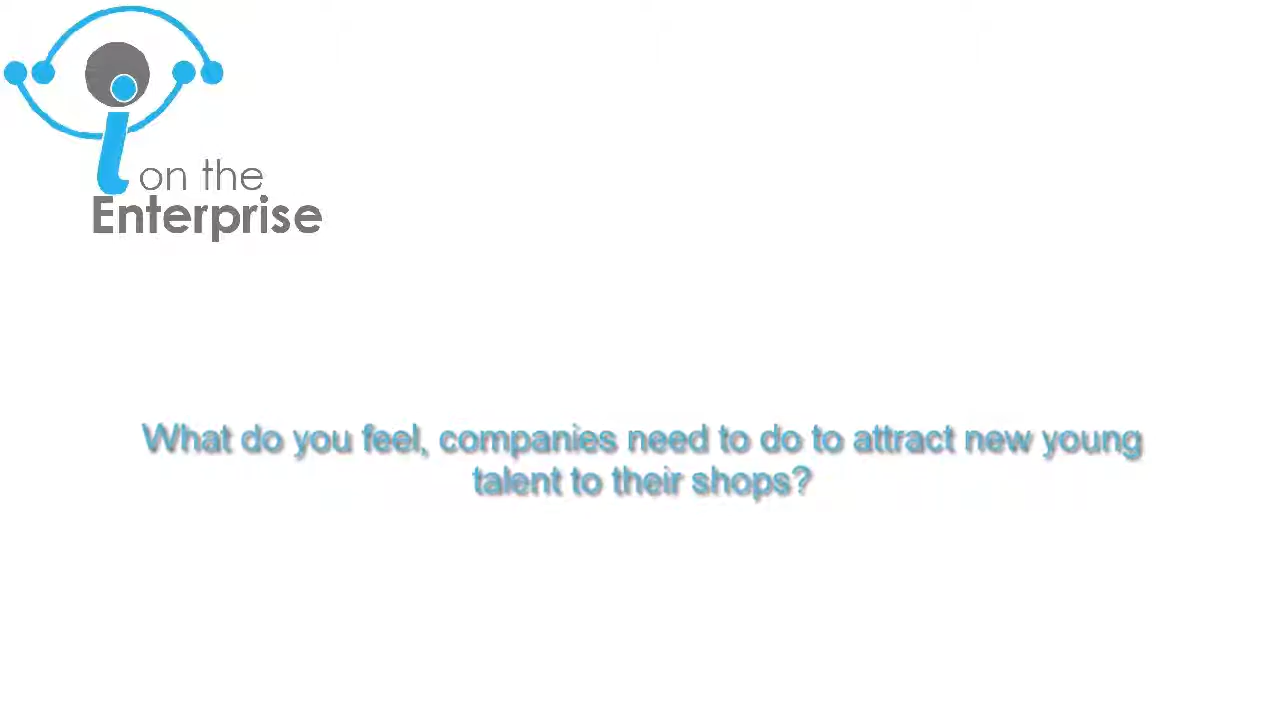 i on the
Enterprise
What do you feel, companies need to do to attract new young
talent to their shops?